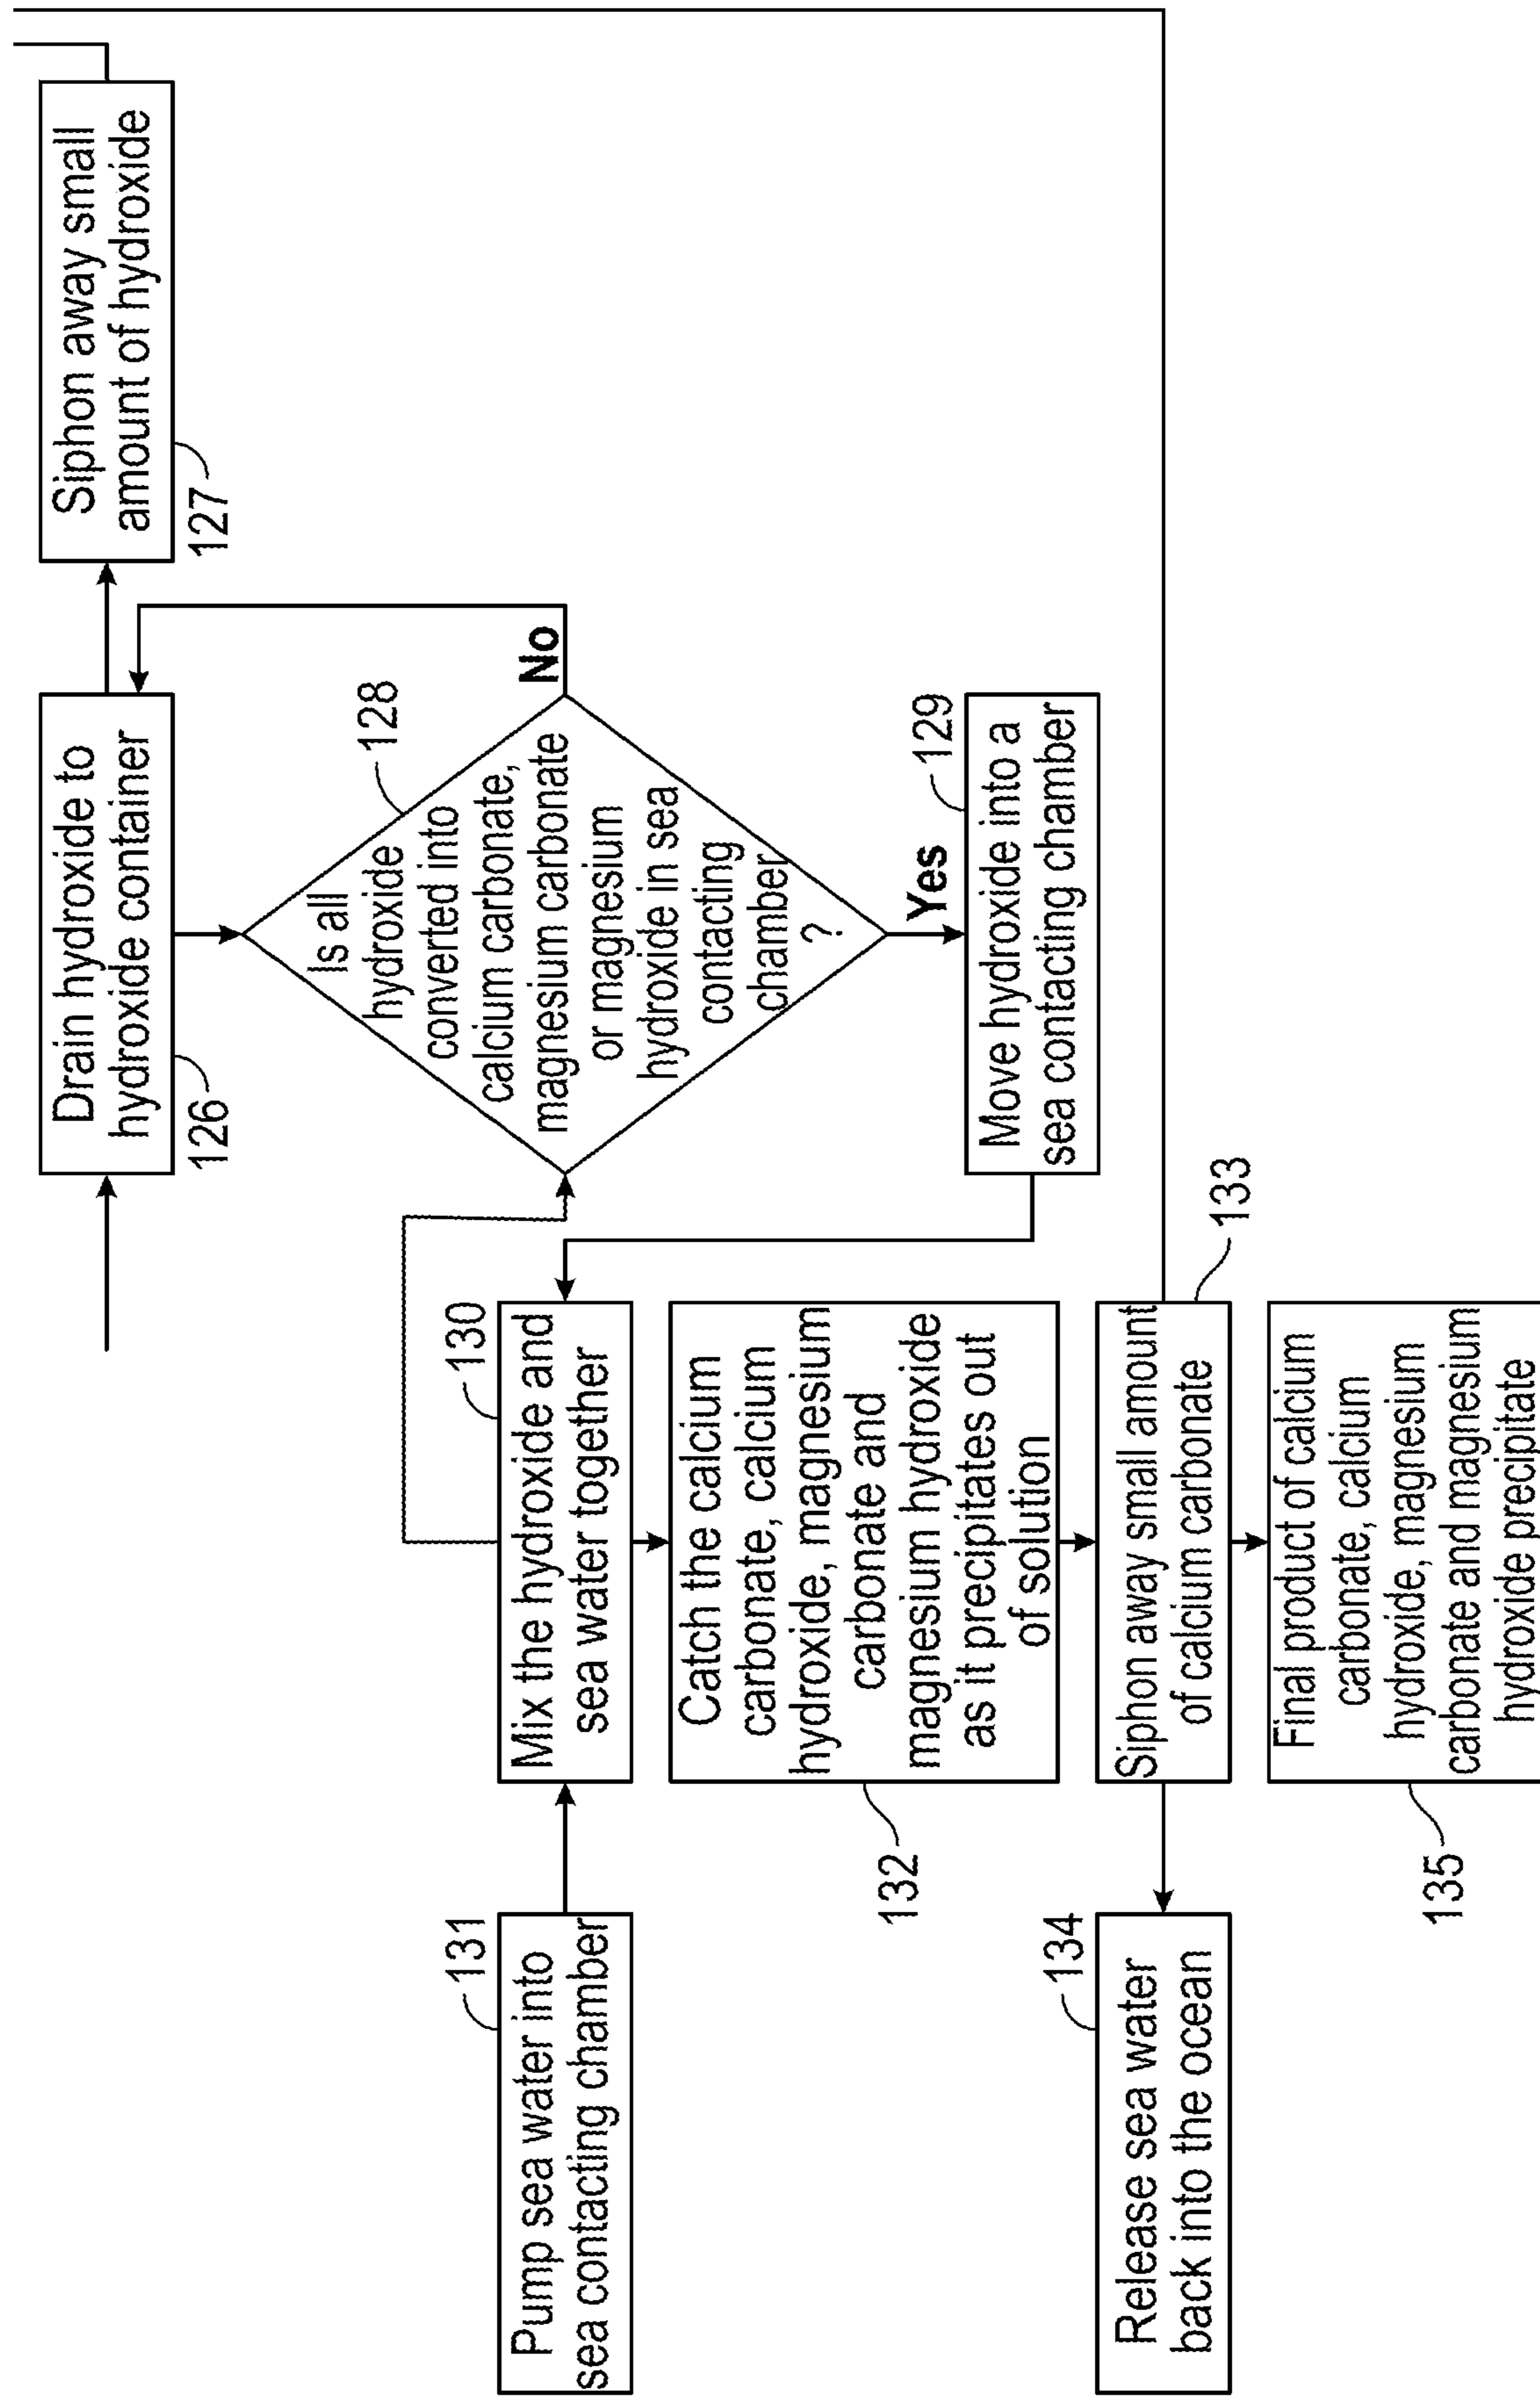 Drain hydroxide to
hydroxide container
126
Siphon away small
amount of hydroxide
127
Is all
hydroxide
converted into
calcium carbonate,
magnesium carbonate
or magnesium
hydroxide in sea
contacting
chamber
?
128
No
Yes
Move hydroxide into a
sea contacting chamber
129
Pump sea water into
sea contacting chamber
131
Mix the hydroxide and
sea water together
130
Catch the calcium
carbonate, calcium
hydroxide, magnesium
carbonate and
magnesium hydroxide
as it precipitates out
of solution
132
Siphon away small amount
of calcium carbonate
133
Release sea water
back into the ocean
134
Final product of calcium
carbonate, calcium
hydroxide, magnesium
carbonate and magnesium
hydroxide precipitate
135